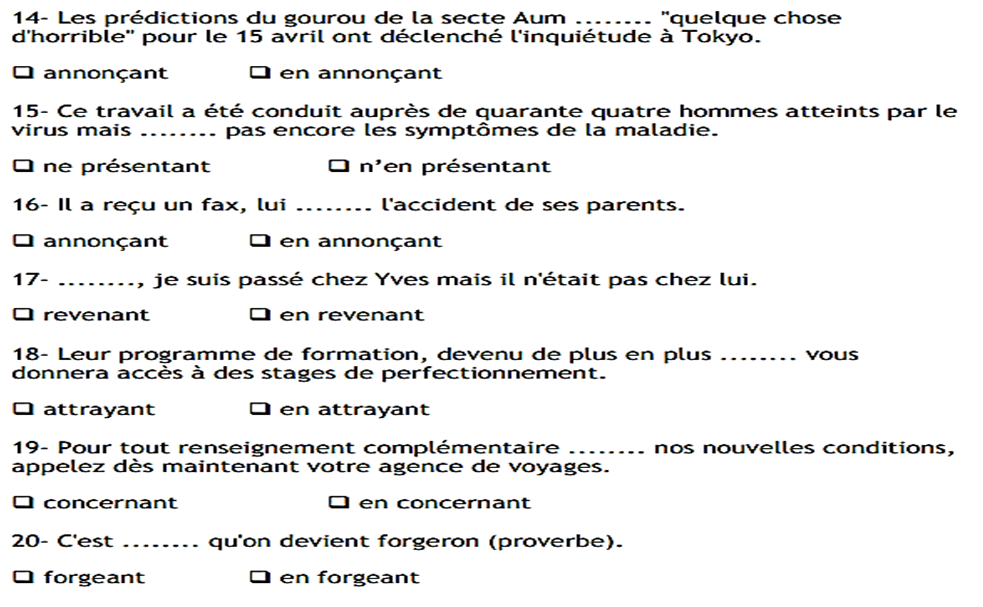 14- Les prédictions du gourou de la secte Aum ........ "quelque chose
d'horrible" pour le 15 avril ont déclenché l'inquiétude à Tokyo.
❑ annonçant ❑ en annonçant
15- Ce travail a été conduit auprès de quarante quatre hommes atteints par le
virus mais ........ pas encore les symptômes de la maladie.
❑ ne présentant ❑ n’en présentant
16- Il a reçu un fax, lui ........ l'accident de ses parents.
❑ annonçant ❑ en annonçant
17- ........, je suis passé chez Yves mais il n'était pas chez lui.
❑ revenant ❑ en revenant
18- Leur programme de formation, devenu de plus en plus ........ vous
donnera accès à des stages de perfectionnement.
❑ attrayant ❑ en attrayant
19- Pour tout renseignement complémentaire ........ nos nouvelles conditions,
appelez dès maintenant votre agence de voyages.
❑ concernant ❑ en concernant
20- C'est ........ qu'on devient forgeron (proverbe).
❑ forgeant ❑ en forgeant